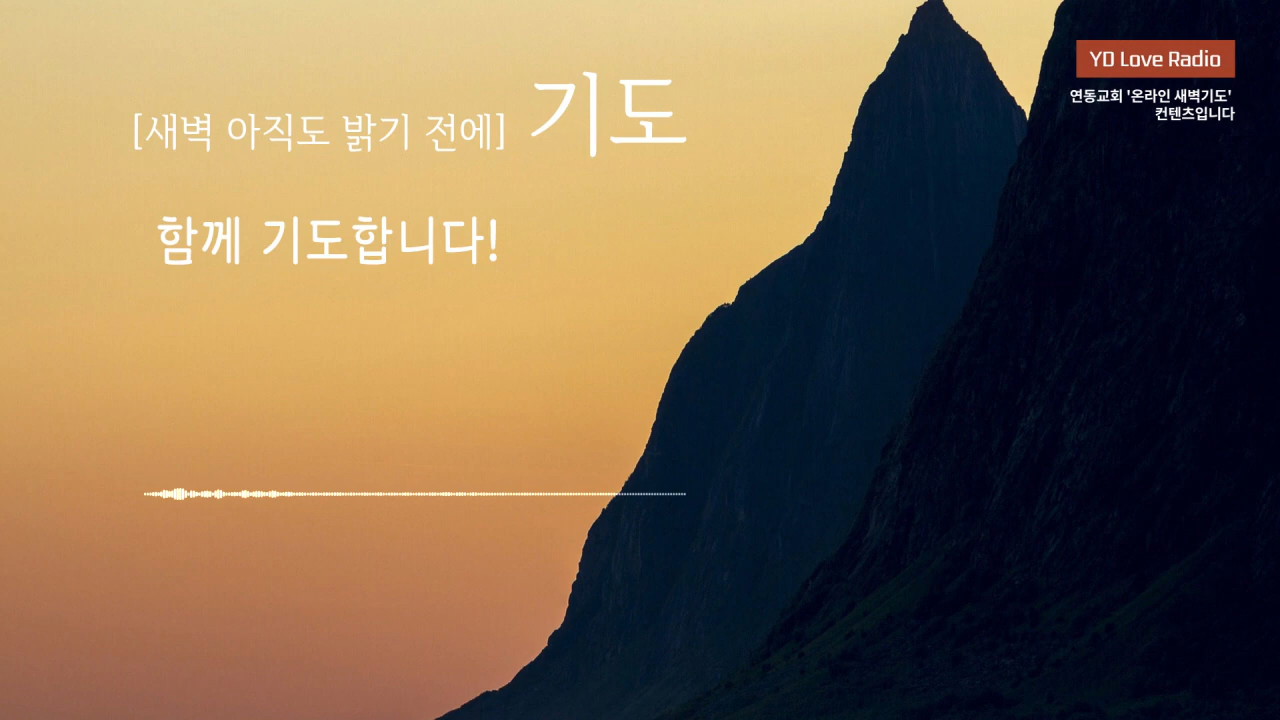 [새벽 아직도 밝기 전에] 기도
함께 기도합니다!
YD Love Radio
연동교회 '온라인 새벽기도'
컨텐츠입니다